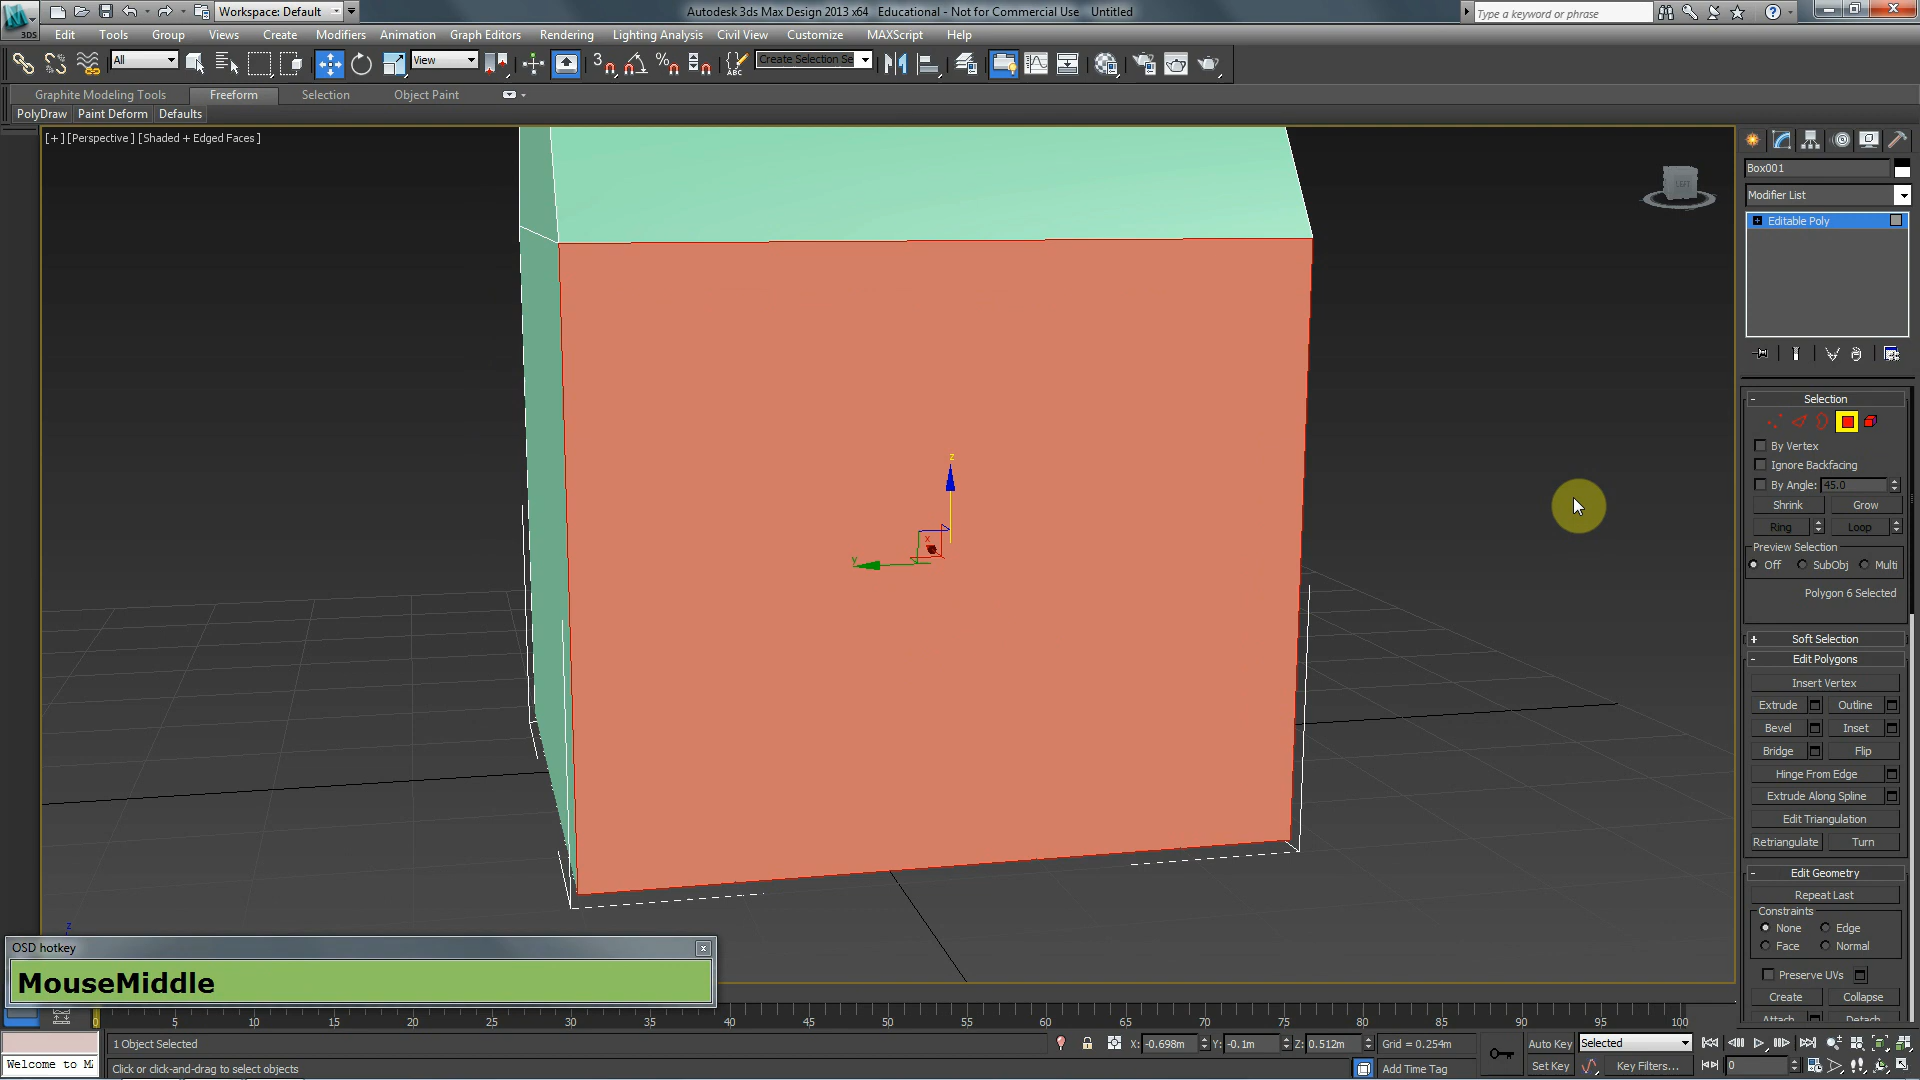 Workspace: Default
Autodesk 3ds Max Design 2013 x64 Educational - Not for Commercial Use Untitled
Type a keyword or phrase
3DS
Edit Tools Group Views Create Modifiers Animation Graph Editors Rendering Lighting Analysis Civil View Customize MAXScript Help
All View 3 Create Selection Se
Graphite Modeling Tools Freeform Selection Object Paint
PolyDraw Paint Deform Defaults
[+] [Perspective] [Shaded + Edged Faces]
LEFT
Box001
Modifier List
Editable Poly
Selection
By Vertex
Ignore Backfacing
By Angle: 45.0
Shrink Grow
Ring Loop
Preview Selection
Off SubObj Multi
Polygon 6 Selected
Soft Selection
Edit Polygons
Insert Vertex
Extrude Outline
Bevel Inset
Bridge Flip
Hinge From Edge
Extrude Along Spline
Edit Triangulation
Retriangulate Turn
Edit Geometry
Repeat Last
Constraints
None Edge
Face Normal
Preserve UVs
Create Collapse
Attach Detach
z
x
y
z
OSD hotkey
MouseMiddle
5 10 15 20 25 30 35 40 45 50 55 60 65 70 75 80 85 90 95 100
1 Object Selected
X: -0.698m Y: -0.1m Z: 0.512m Grid = 0.254m
Auto Key Selected
Welcome to M
Click or click-and-drag to select objects
Add Time Tag
Set Key Key Filters... 0